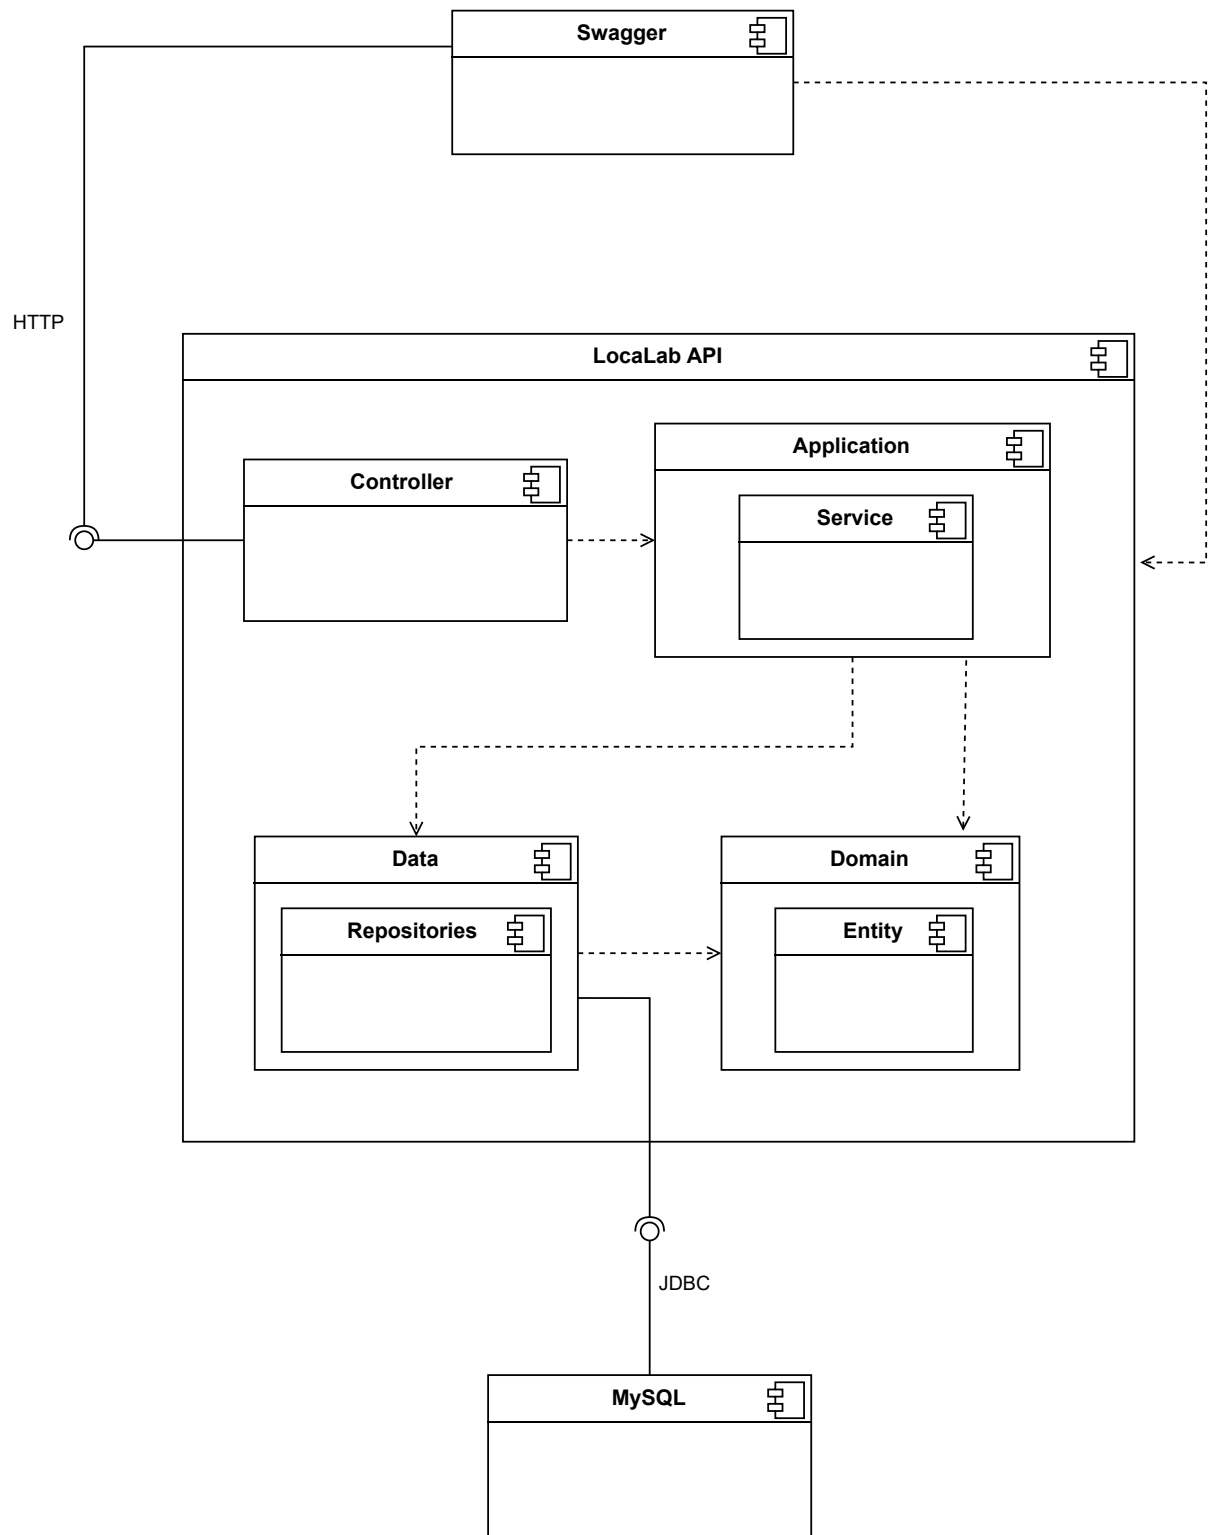 Swagger
HTTP
LocaLab API
Application
Controller
Service
Data
Domain
Repositories
Entity
JDBC
MySQL